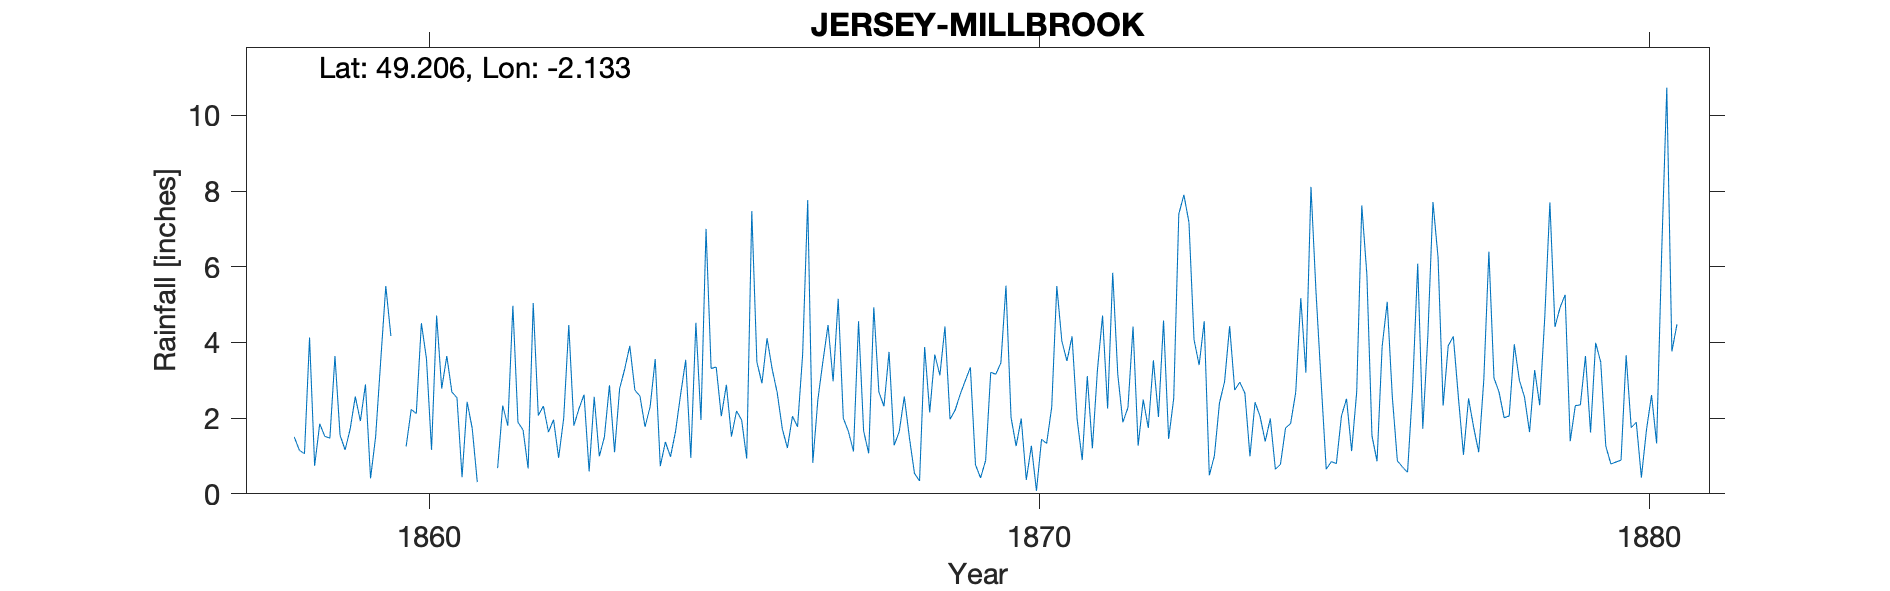 JERSEY-MILLBROOK
Lat: 49.206, Lon: -2.133
10
8
6
4
2
0
Rainfall [inches]
1860
1870
1880
Year